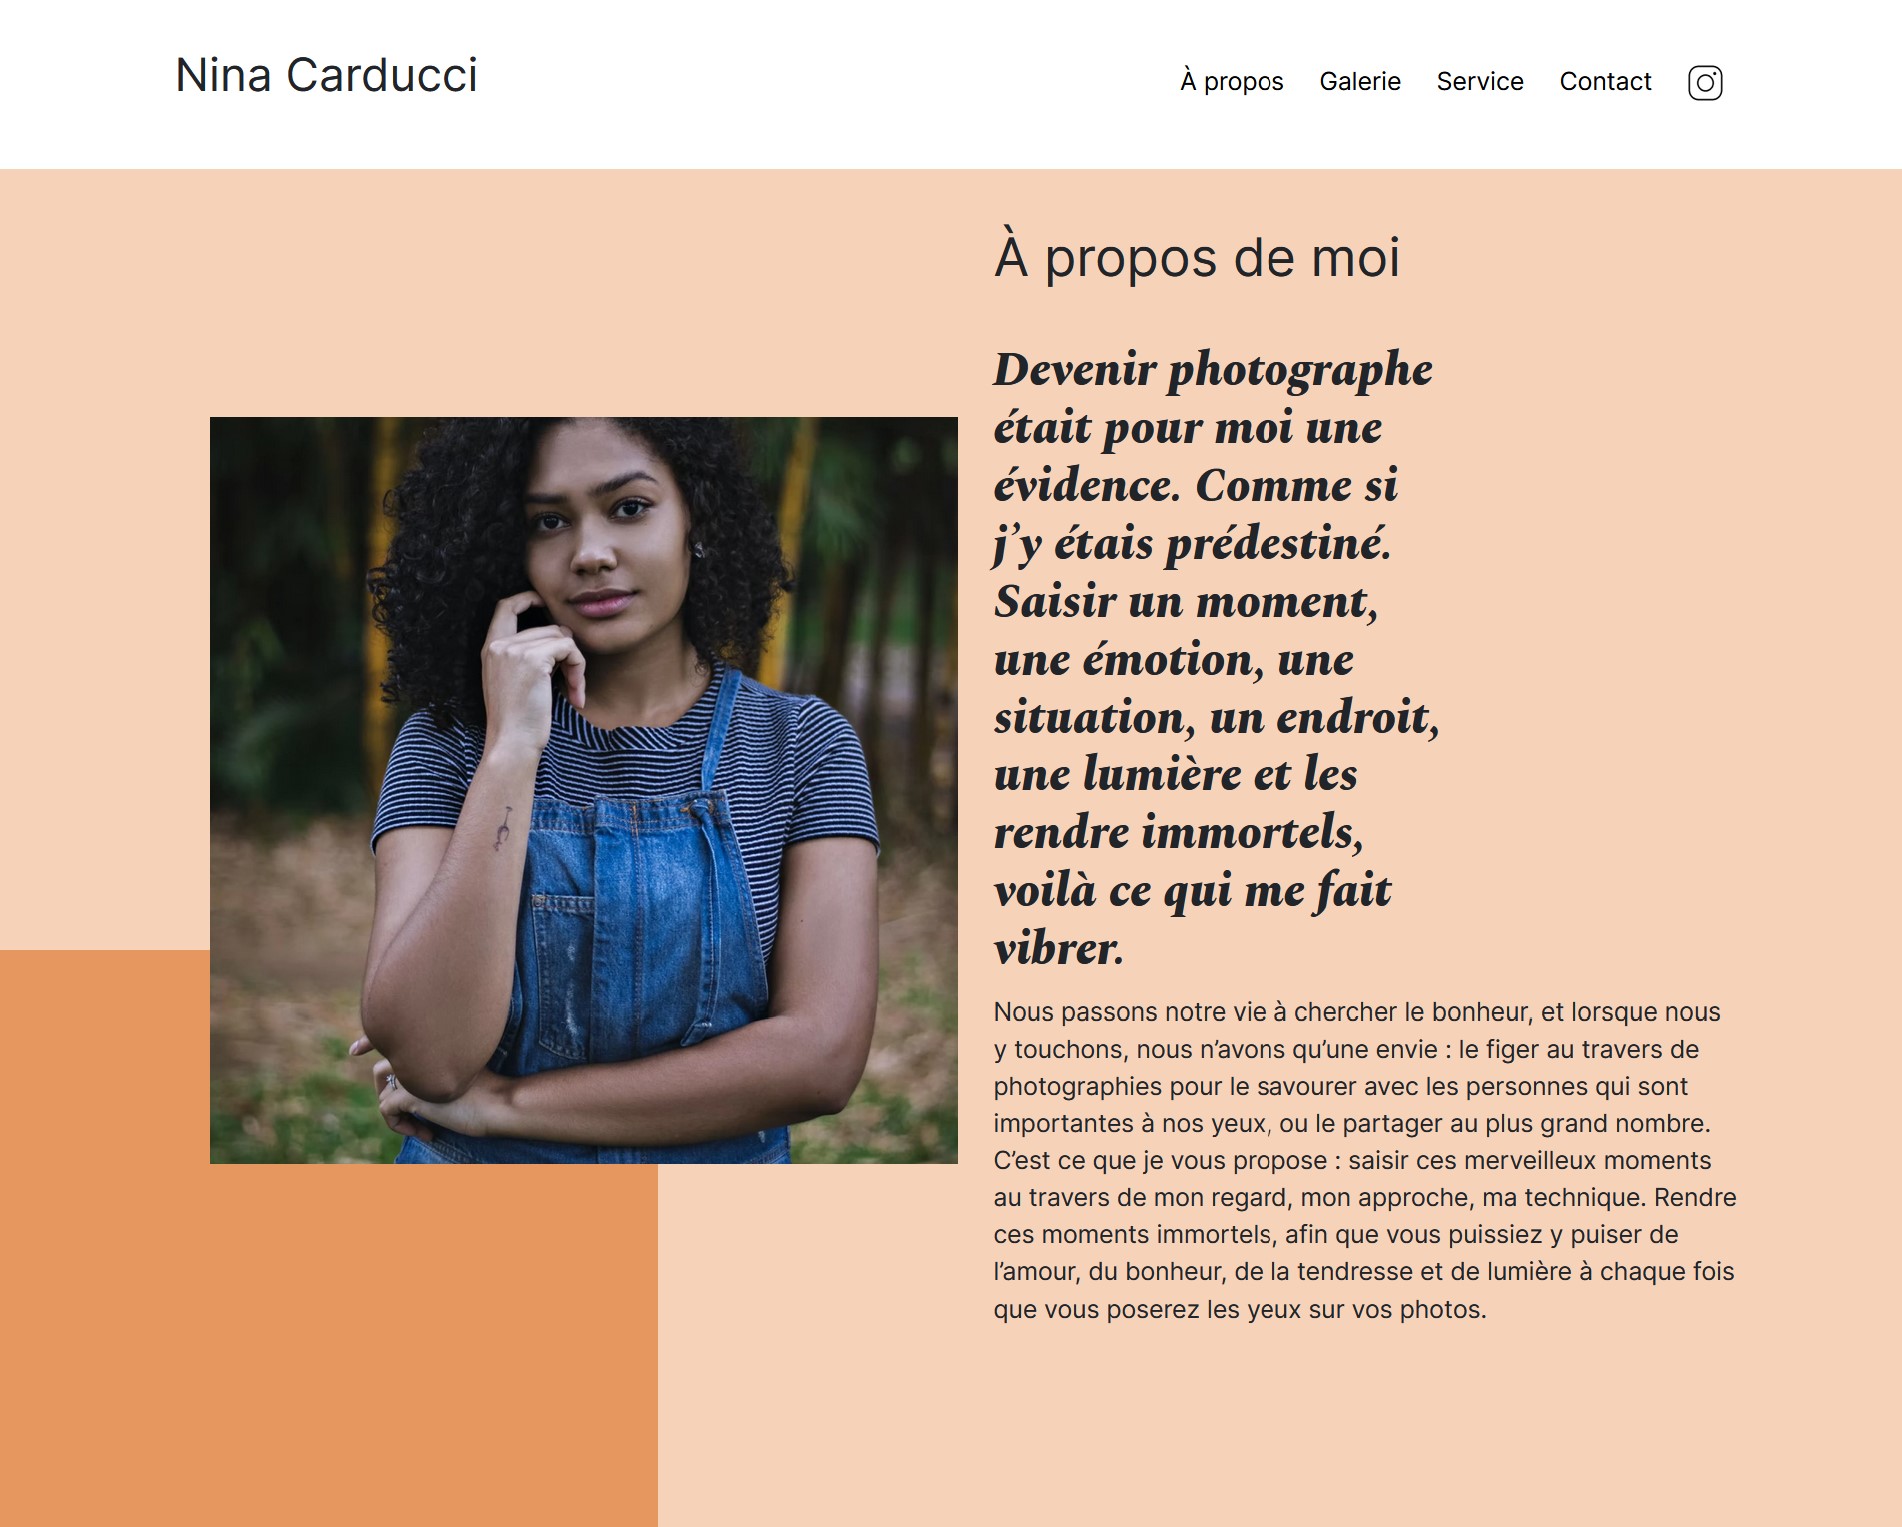 Nina Carducci
À propos Galerie Service Contact
À propos de moi
Devenir photographe
était pour moi une
évidence. Comme si
j’y étais prédestiné.
Saisir un moment,
une émotion, une
situation, un endroit,
une lumière et les
rendre immortels,
voilà ce qui me fait
vibrer.
Nous passons notre vie à chercher le bonheur, et lorsque nous
y touchons, nous n’avons qu’une envie : le figer au travers de
photographies pour le savourer avec les personnes qui sont
importantes à nos yeux, ou le partager au plus grand nombre.
C’est ce que je vous propose : saisir ces merveilleux moments
au travers de mon regard, mon approche, ma technique. Rendre
ces moments immortels, afin que vous puissiez y puiser de
l’amour, du bonheur, de la tendresse et de lumière à chaque fois
que vous poserez les yeux sur vos photos.